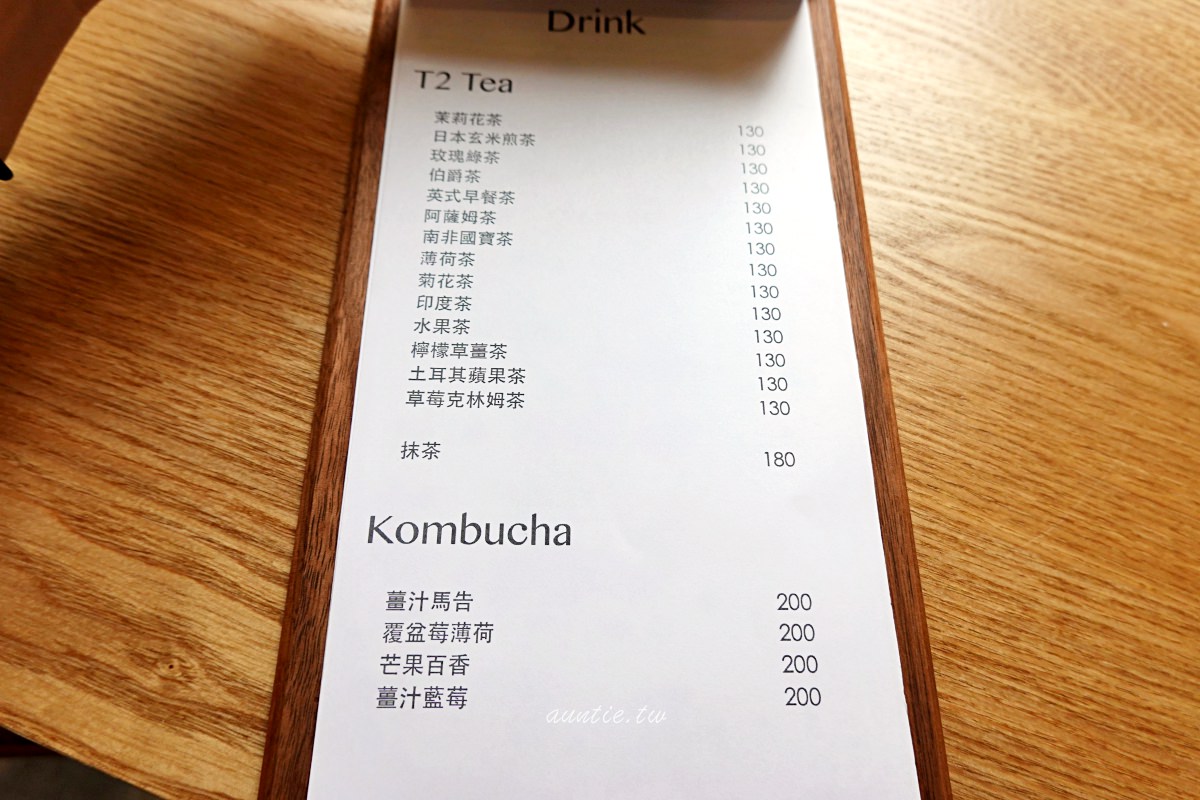 Drink
T2 Tea
茉莉花茶 130
日本玄米煎茶 130
玫瑰綠茶 130
伯爵茶 130
英式早餐茶 130
阿薩姆茶 130
南非國寶茶 130
薄荷茶 130
菊花茶 130
印度茶 130
水果茶 130
檸檬草薑茶 130
土耳其蘋果茶 130
草莓克林姆茶 130
抹茶 180
Kombucha
薑汁馬告 200
覆盆莓薄荷 200
芒果百香 200
薑汁藍莓 200
auntie.tw